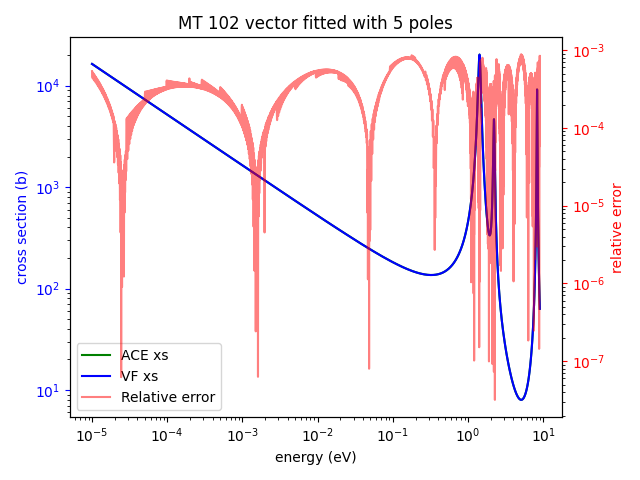 MT 102 vector fitted with 5 poles
cross section (b)
10⁴
10³
10²
10¹
10⁻³
10⁻⁴
10⁻⁵
10⁻⁶
10⁻⁷
relative error
ACE xs
VF xs
Relative error
10⁻⁵ 10⁻⁴ 10⁻³ 10⁻² 10⁻¹ 10⁰ 10¹
energy (eV)